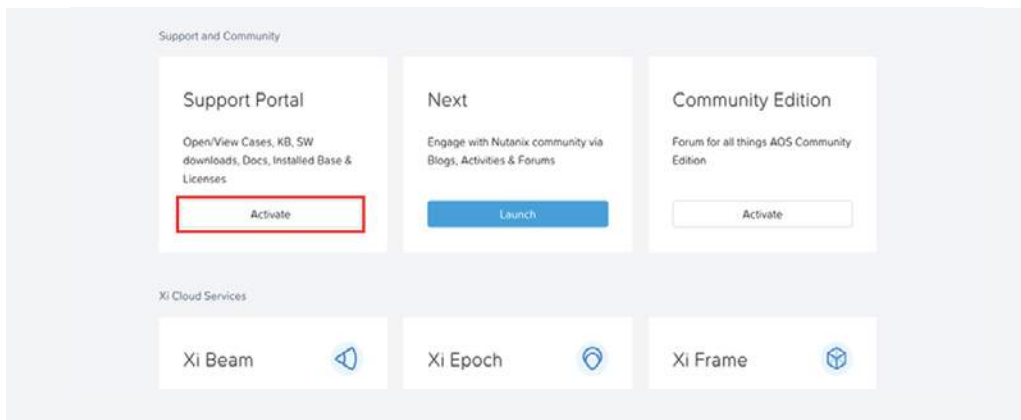 Support and Community
Support Portal
Open/View Cases, KB, SW
downloads, Docs, Installed Base &
Licenses
Activate
Next
Engage with Nutanix community via
Blogs, Activities & Forums
Launch
Community Edition
Forum for all things AOS Community
Edition
Activate
Xi Cloud Services
Xi Beam
Xi Epoch
Xi Frame